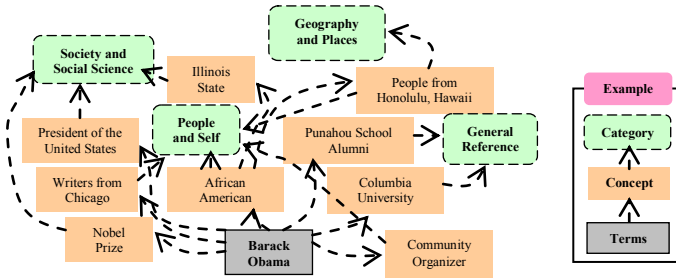 Geography
and Places
Society and
Social Science
Illinois
State
People from
Honolulu, Hawaii
President of the
United States
People
and Self
Punahou School
Alumni
General
Reference
Writers from
Chicago
African
American
Columbia
University
Nobel
Prize
Barack
Obama
Community
Organizer
Example
Category
Concept
Terms